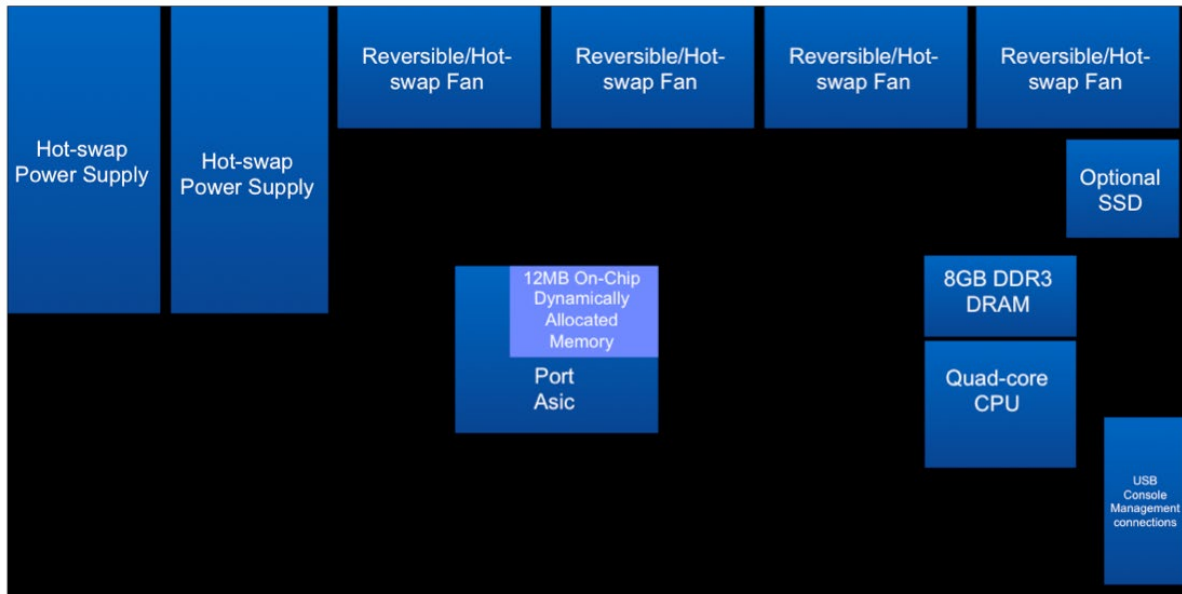 Hot-swap
Power Supply
Hot-swap
Power Supply
Reversible/Hot-
swap Fan
Reversible/Hot-
swap Fan
Reversible/Hot-
swap Fan
Reversible/Hot-
swap Fan
Optional
SSD
12MB On-Chip
Dynamically
Allocated
Memory
Port
Asic
8GB DDR3
DRAM
Quad-core
CPU
USB
Console
Management
connections